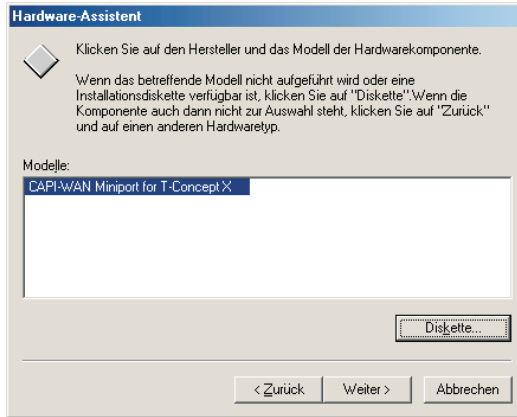 Hardware-Assistent
Klicken Sie auf den Hersteller und das Modell der Hardwarekomponente.
Wenn das betreffende Modell nicht aufgeführt wird oder eine
Installationsdiskette verfügbar ist, klicken Sie auf "Diskette".Wenn die
Komponente auch dann nicht zur Auswahl steht, klicken Sie auf "Zurück"
und auf einen anderen Hardwaretyp.
Modelle:
CAPI-WAN Miniport for T-Concept X
Diskette...
< Zurück
Weiter >
Abbrechen